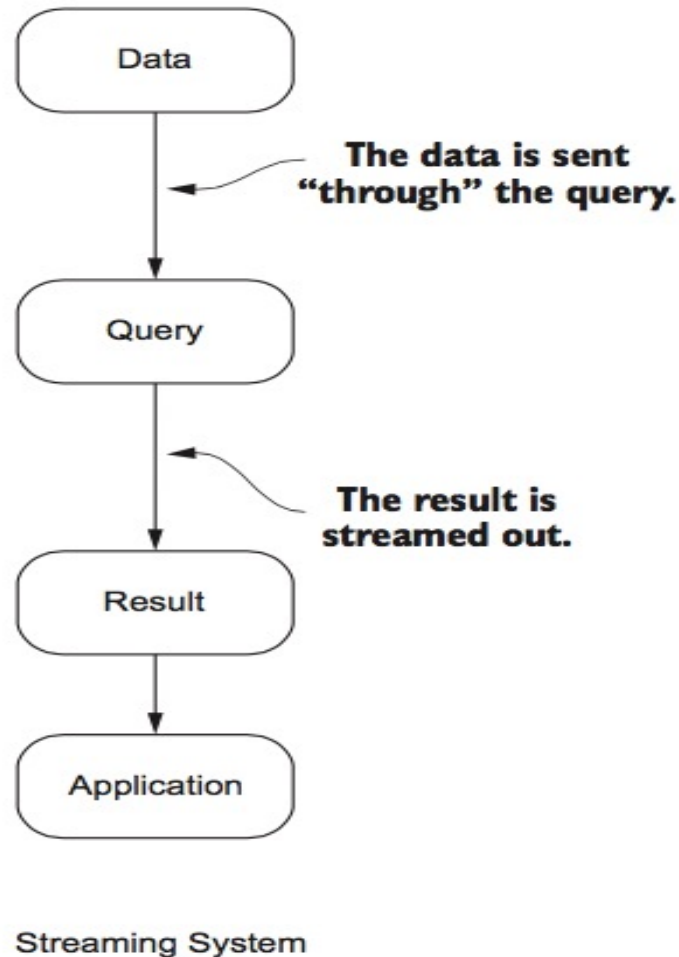 Data
The data is sent
“through” the query.
Query
The result is
streamed out.
Result
Application
Streaming System